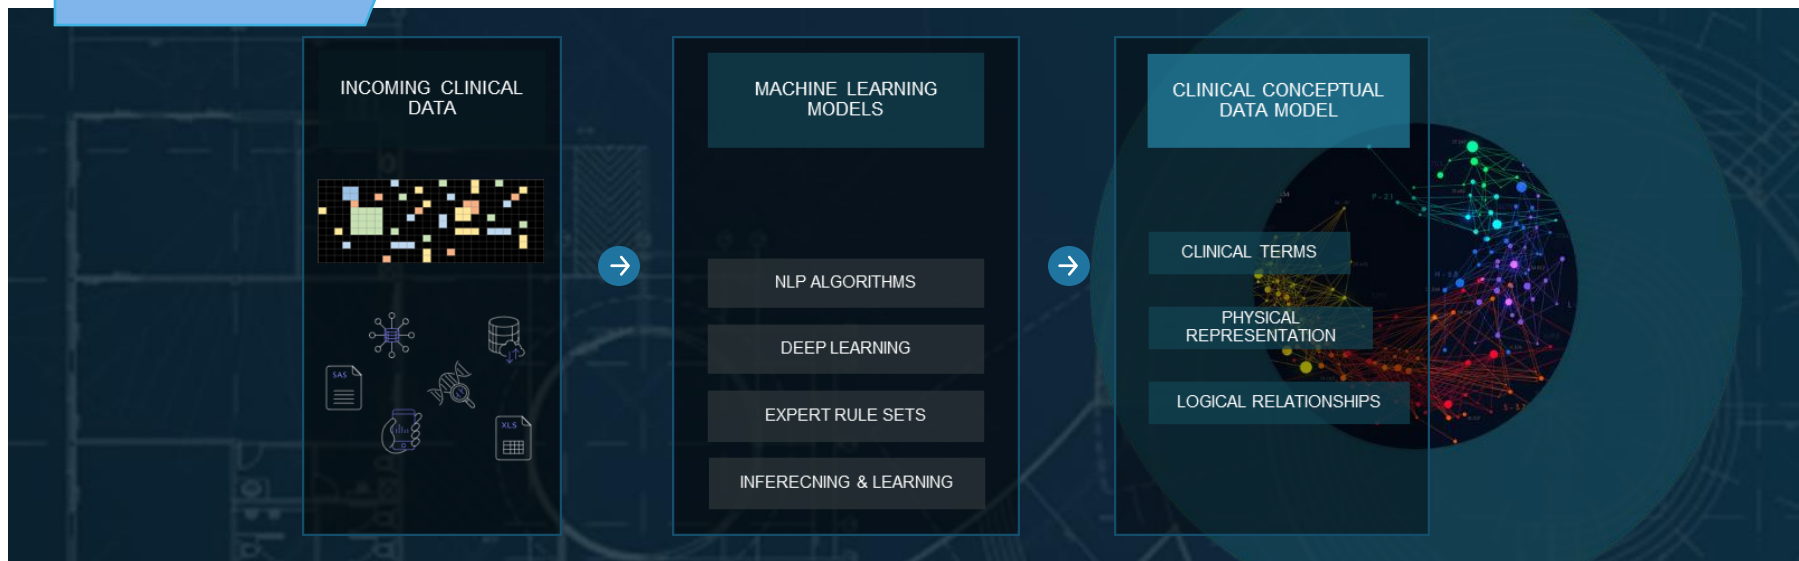 INCOMING CLINICAL
DATA
SAS
XLS
MACHINE LEARNING
MODELS
NLP ALGORITHMS
DEEP LEARNING
EXPERT RULE SETS
INFERECNING & LEARNING
CLINICAL CONCEPTUAL
DATA MODEL
P-21
CLINICAL TERMS
PHYSICAL
REPRESENTATION
LOGICAL RELATIONSHIPS